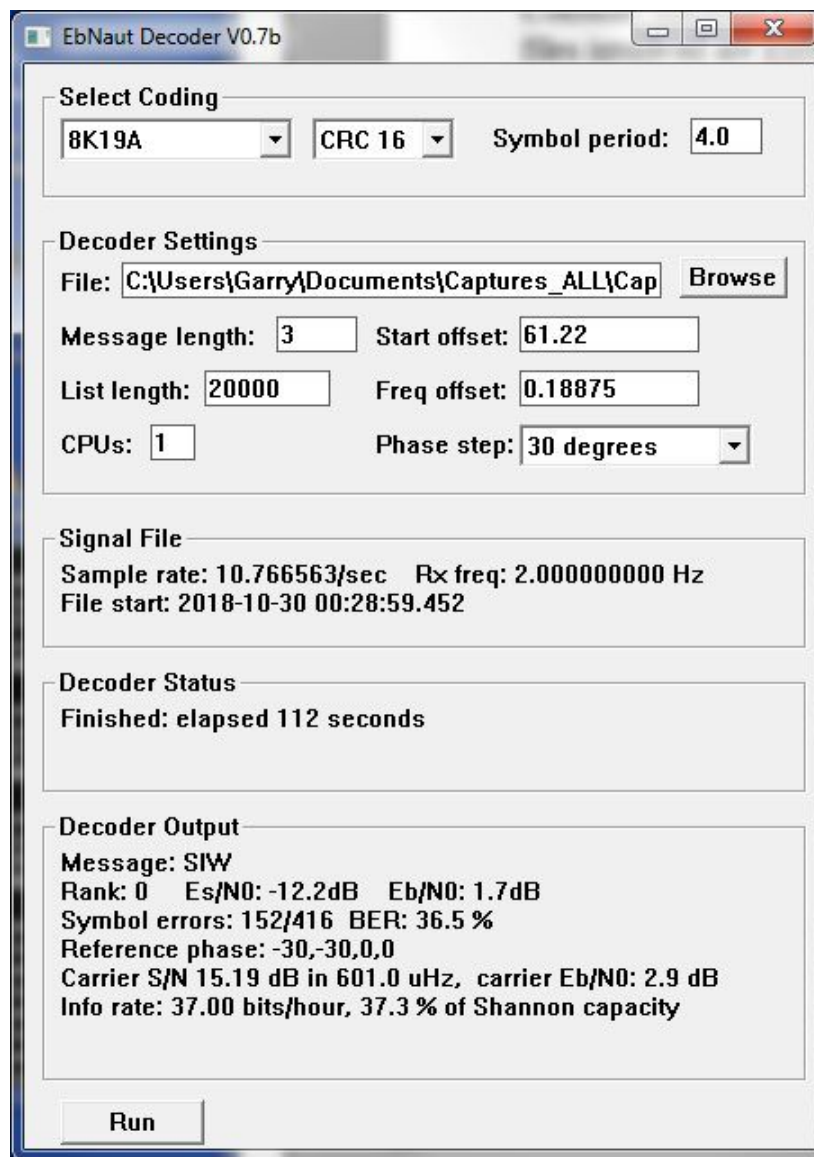 EbNaut Decoder V0.7b
Select Coding
8K19A CRC 16 Symbol period: 4.0
Decoder Settings
File: C:\Users\Garry\Documents\Captures_ALL\Cap Browse
Message length: 3 Start offset: 61.22
List length: 20000 Freq offset: 0.18875
CPUs: 1 Phase step: 30 degrees
Signal File
Sample rate: 10.766563/sec Rx freq: 2.000000000 Hz
File start: 2018-10-30 00:28:59.452
Decoder Status
Finished: elapsed 112 seconds
Decoder Output
Message: SIW
Rank: 0 Es/N0: -12.2dB Eb/N0: 1.7dB
Symbol errors: 152/416 BER: 36.5 %
Reference phase: -30,-30,0,0
Carrier S/N 15.19 dB in 601.0 uHz, carrier Eb/N0: 2.9 dB
Info rate: 37.00 bits/hour, 37.3 % of Shannon capacity
Run